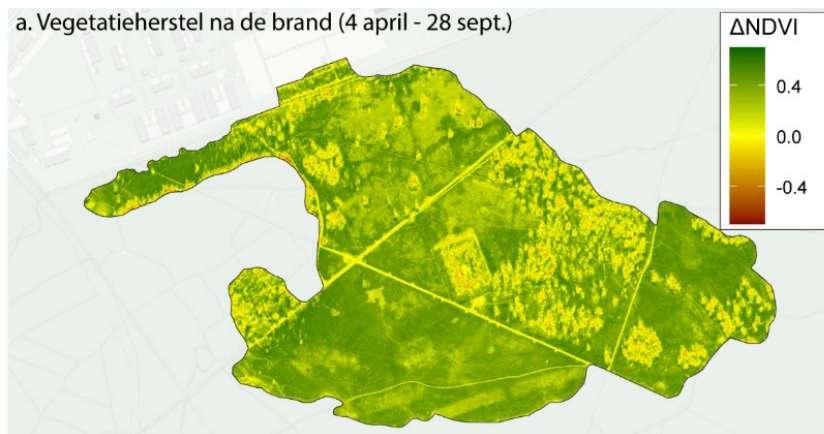 a. Vegetatieherstel na de brand (4 april - 28 sept.)
ΔNDVI
0.4
0.0
-0.4